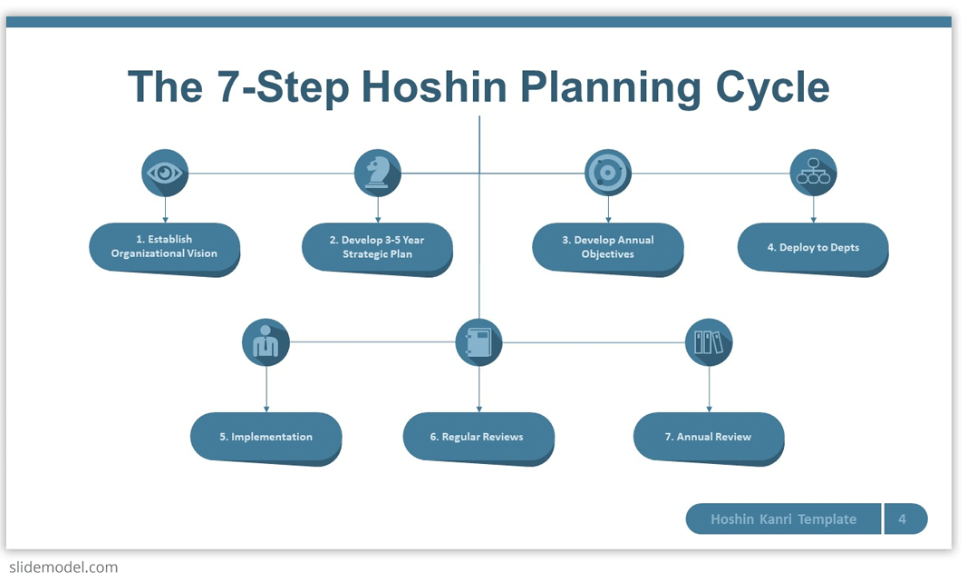 The 7-Step Hoshin Planning Cycle
1. Establish
Organizational Vision
2. Develop 3-5 Year
Strategic Plan
3. Develop Annual
Objectives
4. Deploy to Depts
5. Implementation
6. Regular Reviews
7. Annual Review
Hoshin Kanri Template
4
slidemodel.com